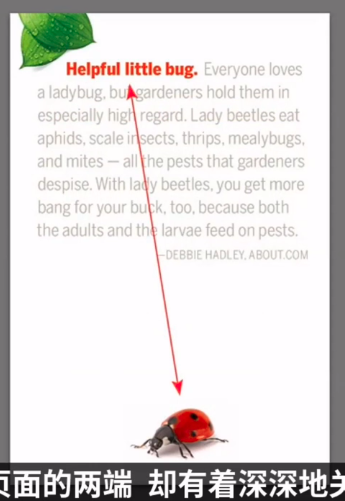 Helpful little bug. Everyone loves
a ladybug, but gardeners hold them in
especially high regard. Lady beetles eat
aphids, scale insects, thrips, mealybugs,
and mites — all the pests that gardeners
despise. With lady beetles, you get more
bang for your buck, too, because both
the adults and the larvae feed on pests.
—DEBBIE HADLEY, ABOUT.COM
页面的两端 却有着深深地关